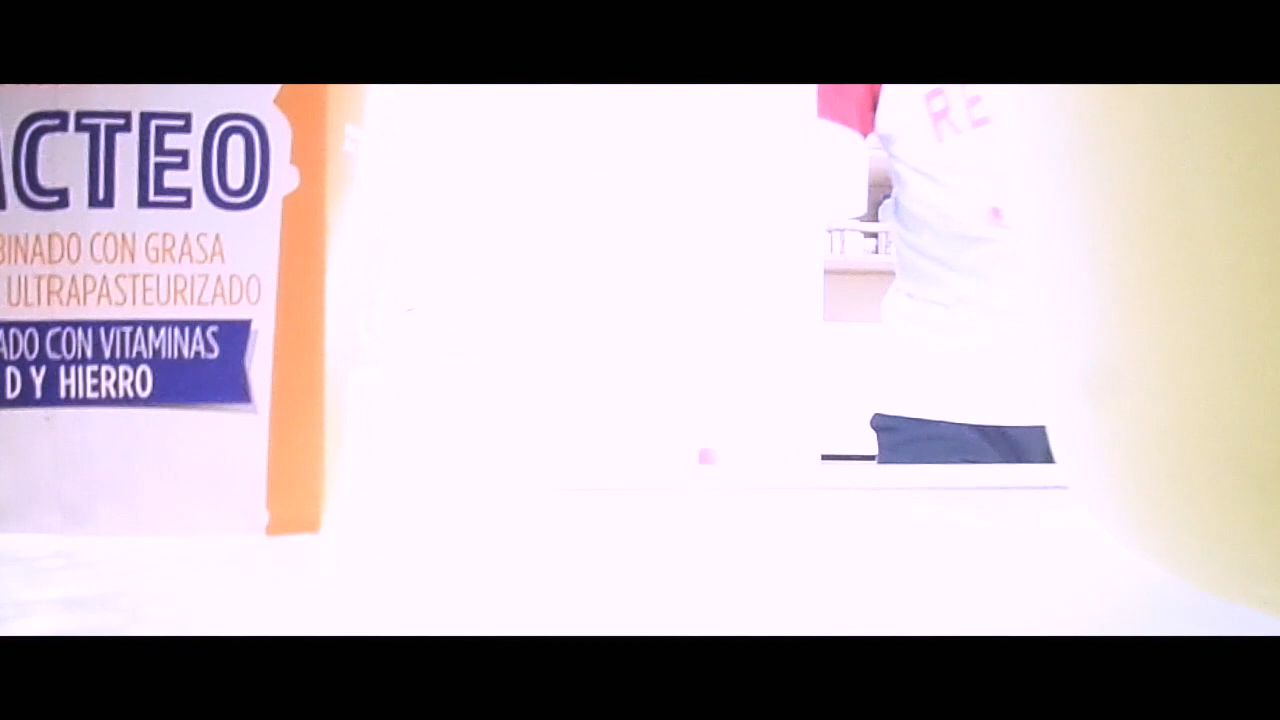 ACTEO
BINADO CON GRASA
ULTRAPASTEURIZADO
ADO CON VITAMINAS
D Y HIERRO
RE